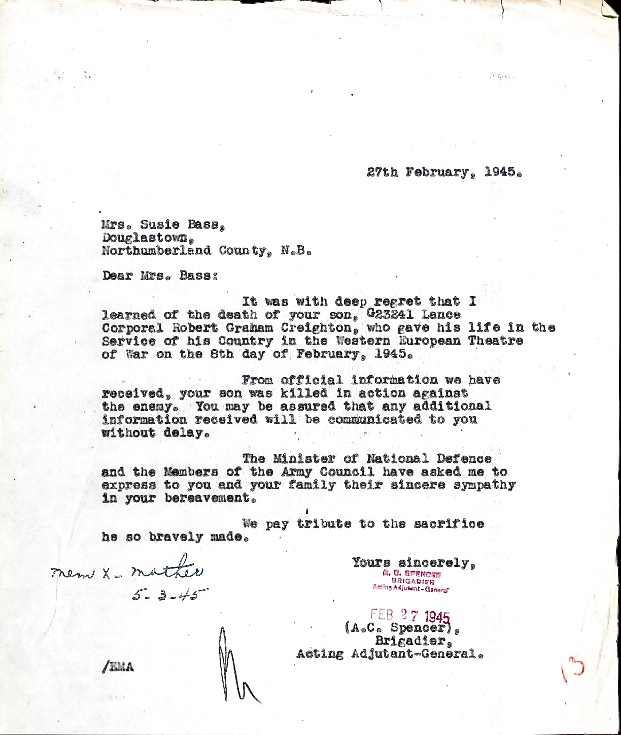 27th February, 1945.
Mrs. Susie Bass,
Douglastown,
Northumberland County, N.B.
Dear Mrs. Bass:
It was with deep regret that I
learned of the death of your son, G23241 Lance
Corporal Robert Graham Creighton, who gave his life in the
Service of his Country in the Western European Theatre
of War on the 8th day of February, 1945.
From official information we have
received, your son was killed in action against
the enemy. You may be assured that any additional
information received will be communicated to you
without delay.
The Minister of National Defence
and the Members of the Army Council have asked me to
express to you and your family their sincere sympathy
in your bereavement.
We pay tribute to the sacrifice
he so bravely made.
Yours sincerely,
A. C. SPENCER
BRIGADIER
Acting Adjutant-General
FEB 27 1945
(A.C. Spencer),
Brigadier,
Acting Adjutant-General.
Mem X - mother
5-3-45
/EMA
13